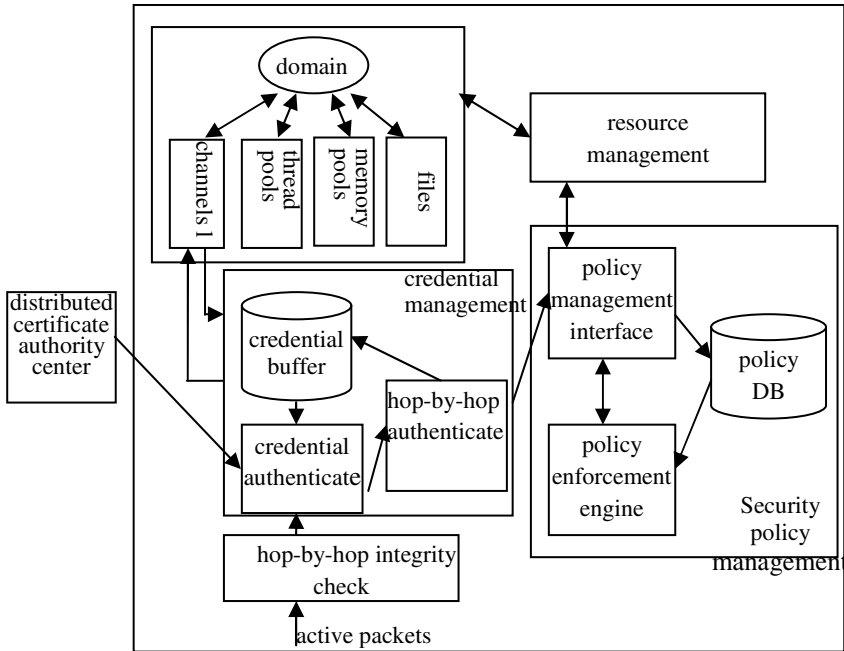 domain
channels 1
thread
pools
memory
pools
files
resource
management
distributed
certificate
authority
center
credential
management
credential
buffer
hop-by-hop
authenticate
credential
authenticate
policy
management
interface
policy
DB
policy
enforcement
engine
Security
policy
management
hop-by-hop integrity
check
active packets